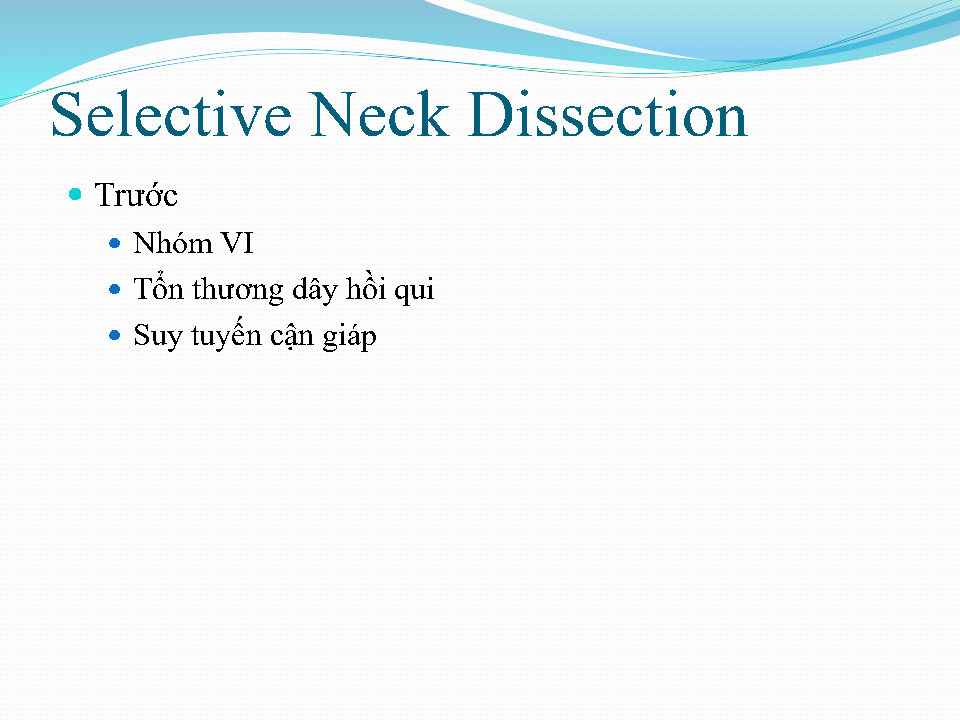 Selective Neck Dissection
Trước
Nhóm VI
Tổn thương dây hồi qui
Suy tuyến cận giáp